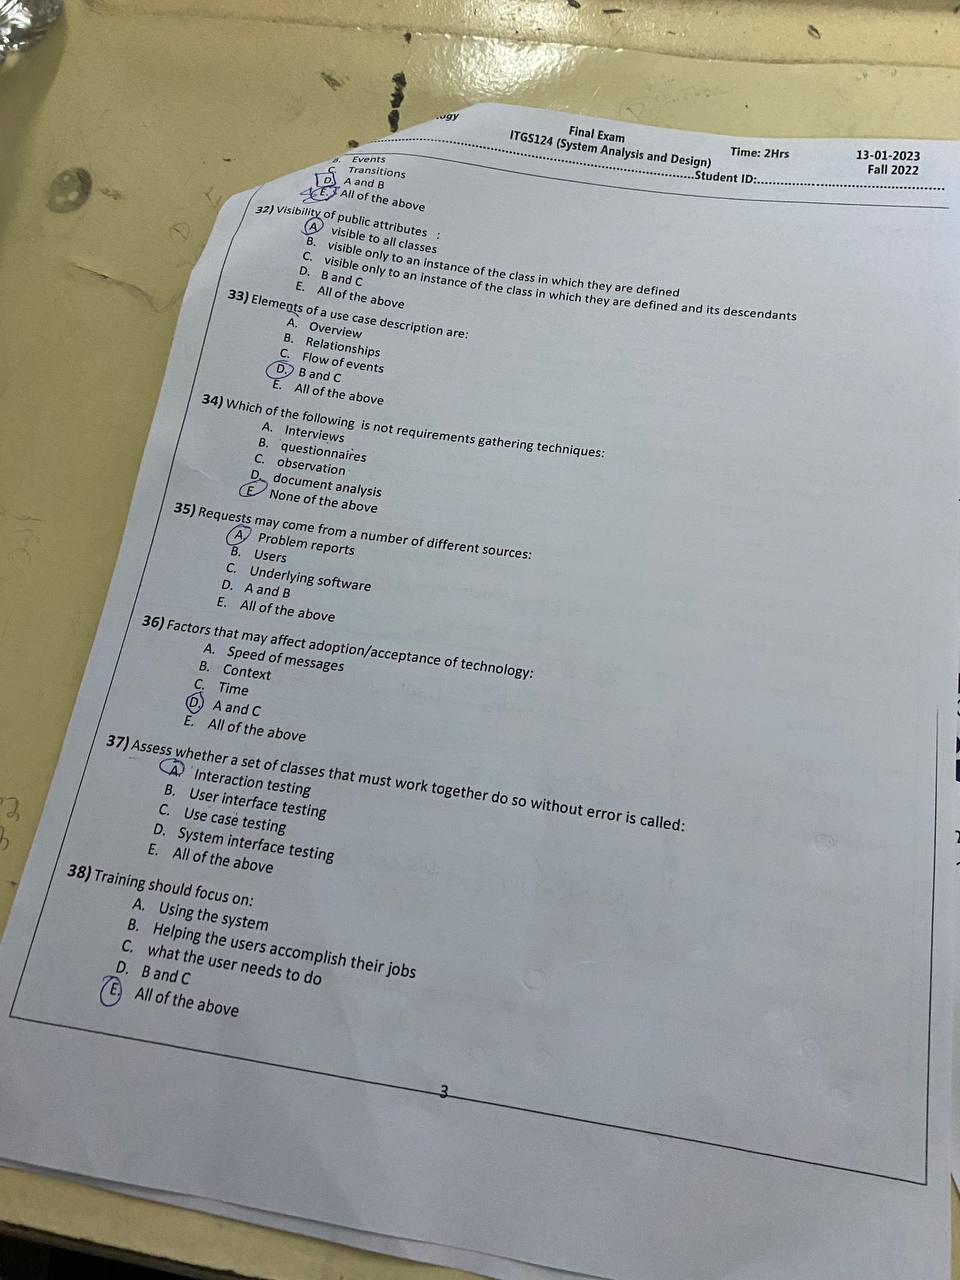 Final Exam
ITGS124 (System Analysis and Design)
Time: 2Hrs
13-01-2023
Fall 2022
Student ID:
B. Events
C. Transitions
D. A and B
E. All of the above
32) Visibility of public attributes :
A. visible to all classes
B. visible only to an instance of the class in which they are defined
C. visible only to an instance of the class in which they are defined and its descendants
D. B and C
E. All of the above
33) Elements of a use case description are:
A. Overview
B. Relationships
C. Flow of events
D. B and C
E. All of the above
34) Which of the following is not requirements gathering techniques:
A. Interviews
B. questionnaires
C. observation
D. document analysis
E. None of the above
35) Requests may come from a number of different sources:
A. Problem reports
B. Users
C. Underlying software
D. A and B
E. All of the above
36) Factors that may affect adoption/acceptance of technology:
A. Speed of messages
B. Context
C. Time
D. A and C
E. All of the above
37) Assess whether a set of classes that must work together do so without error is called:
A. Interaction testing
B. User interface testing
C. Use case testing
D. System interface testing
E. All of the above
38) Training should focus on:
A. Using the system
B. Helping the users accomplish their jobs
C. what the user needs to do
D. B and C
E. All of the above
3